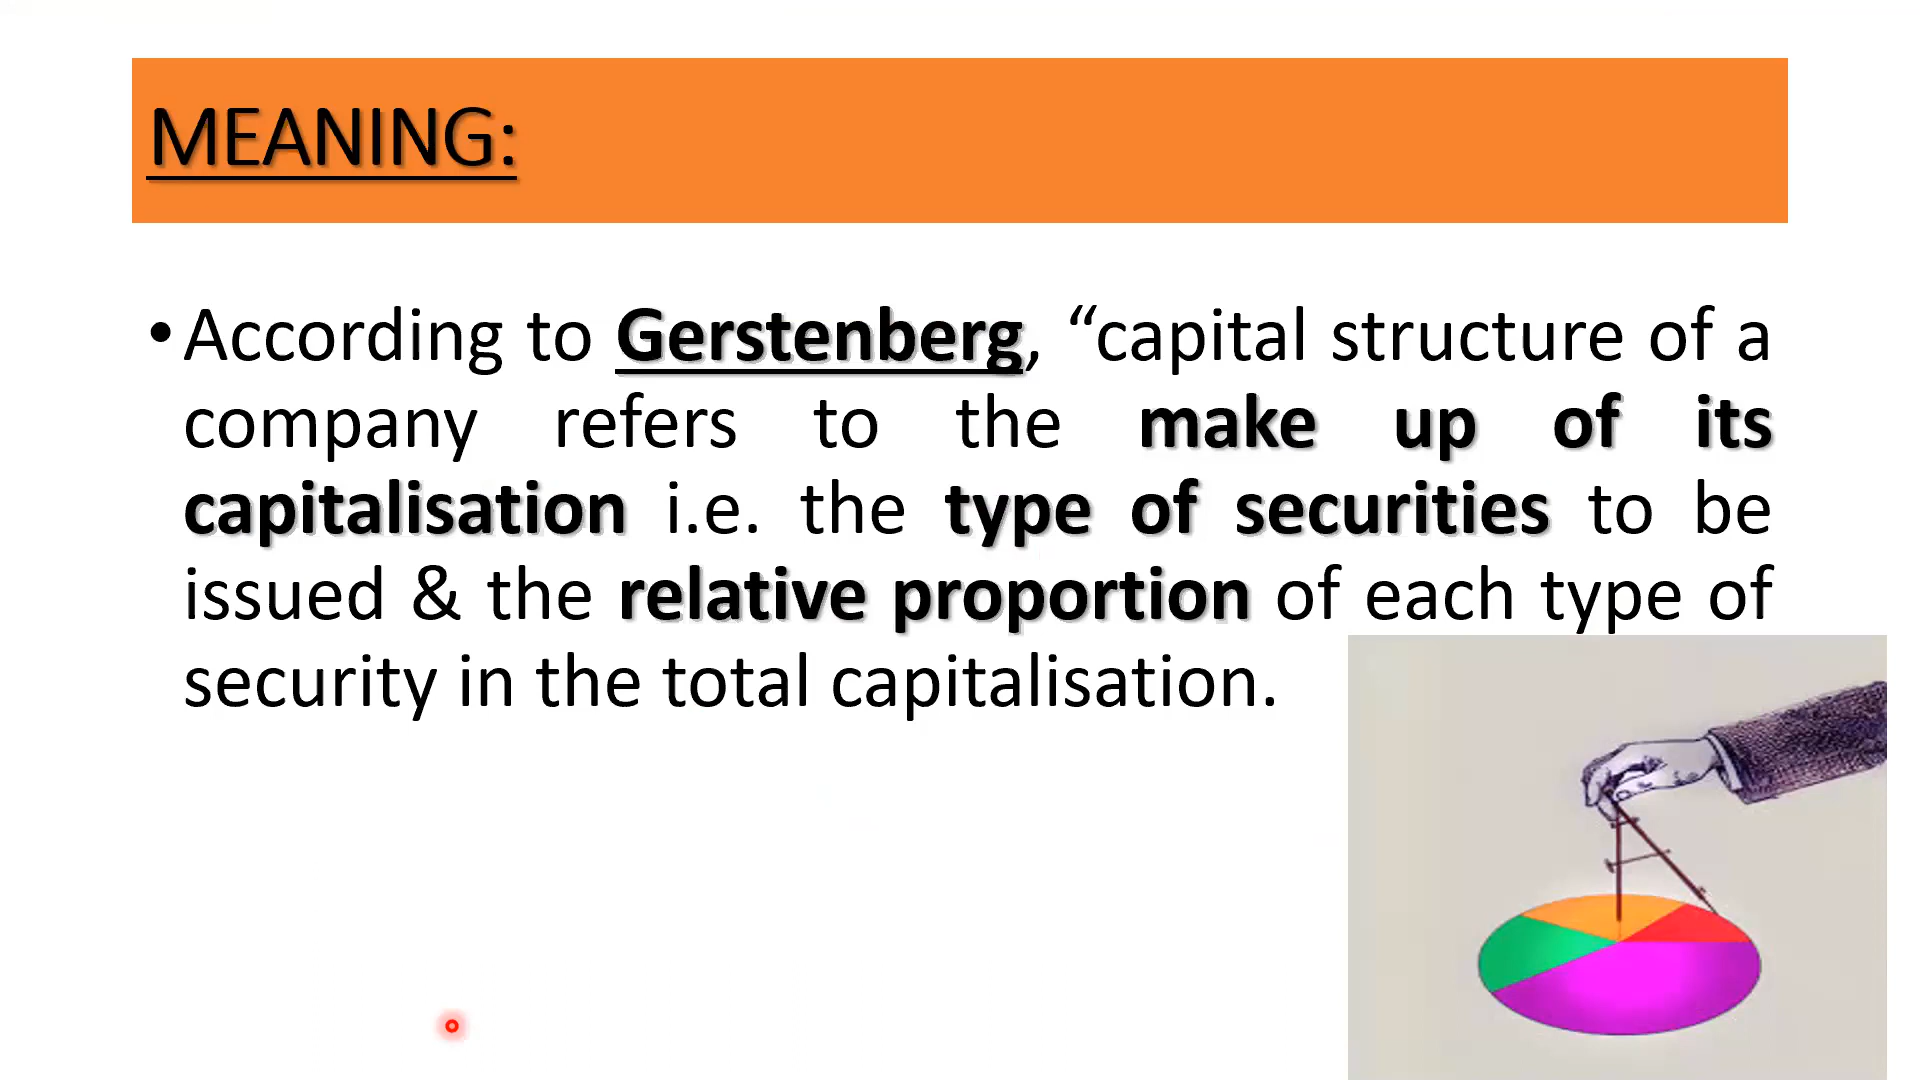 MEANING:
•According to Gerstenberg, “capital structure of a
company refers to the make up of its
capitalisation i.e. the type of securities to be
issued & the relative proportion of each type of
security in the total capitalisation.